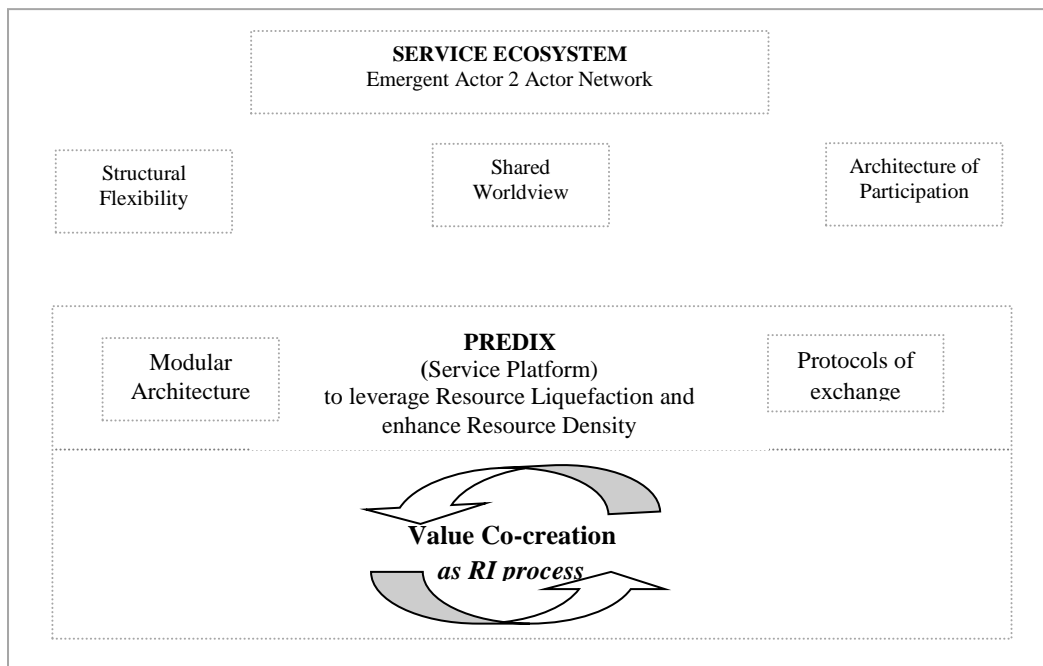 SERVICE ECOSYSTEM
Emergent Actor 2 Actor Network
Structural
Flexibility
Shared
Worldview
Architecture of
Participation
Modular
Architecture
PREDIX
(Service Platform)
to leverage Resource Liquefaction and
enhance Resource Density
Protocols of
exchange
Value Co-creation
as RI process